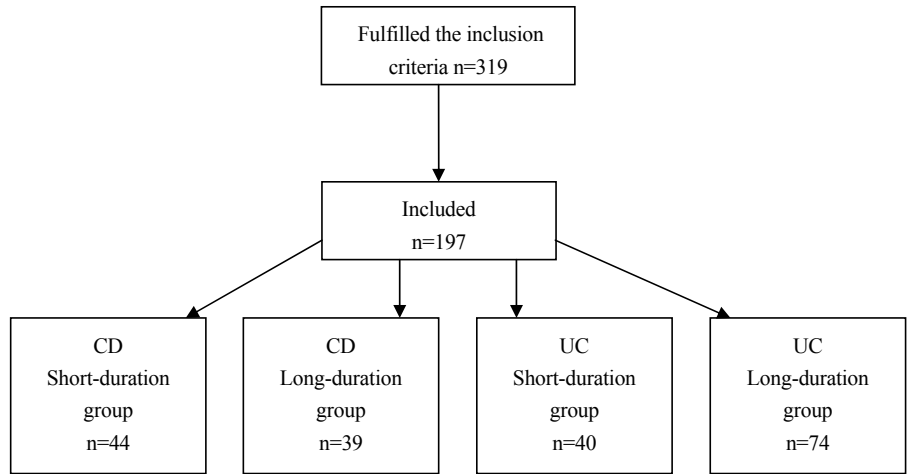 Fulfilled the inclusion
criteria n=319
Included
n=197
CD
Short-duration
group
n=44
CD
Long-duration
group
n=39
UC
Short-duration
group
n=40
UC
Long-duration
group
n=74